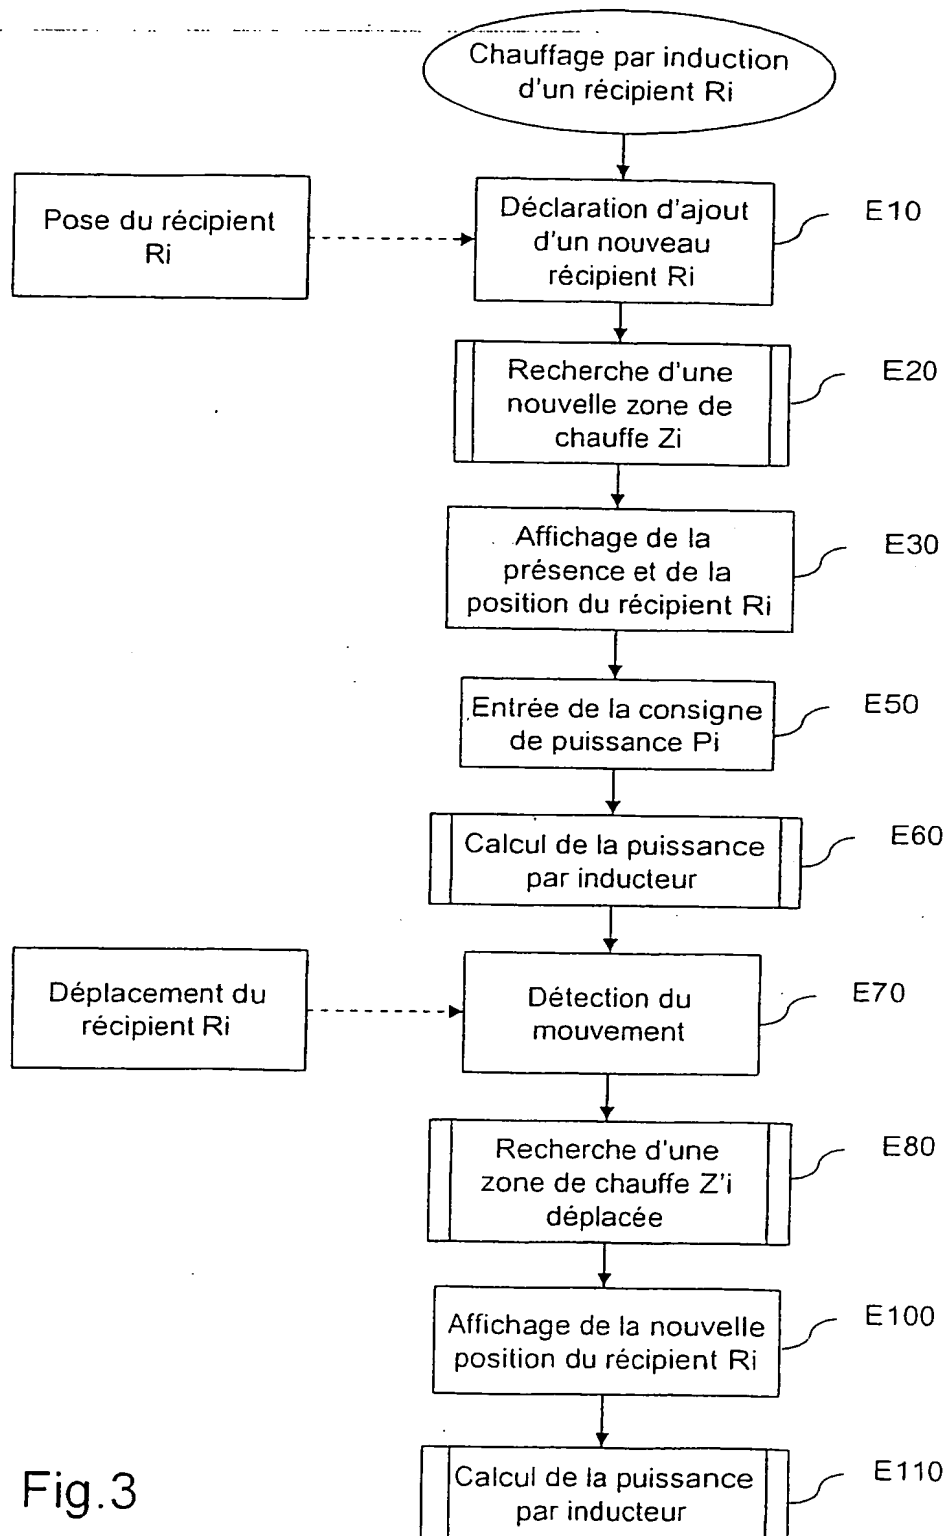 Chauffage par induction
d'un récipient Ri
Pose du récipient
Ri
Déclaration d'ajout
d'un nouveau
récipient Ri
E10
Recherche d'une
nouvelle zone de
chauffe Zi
E20
Affichage de la
présence et de la
position du récipient Ri
E30
Entrée de la consigne
de puissance Pi
E50
Calcul de la puissance
par inducteur
E60
Déplacement du
récipient Ri
Détection du
mouvement
E70
Recherche d'une
zone de chauffe Z'i
déplacée
E80
Affichage de la nouvelle
position du récipient Ri
E100
Calcul de la puissance
par inducteur
E110
Fig.3